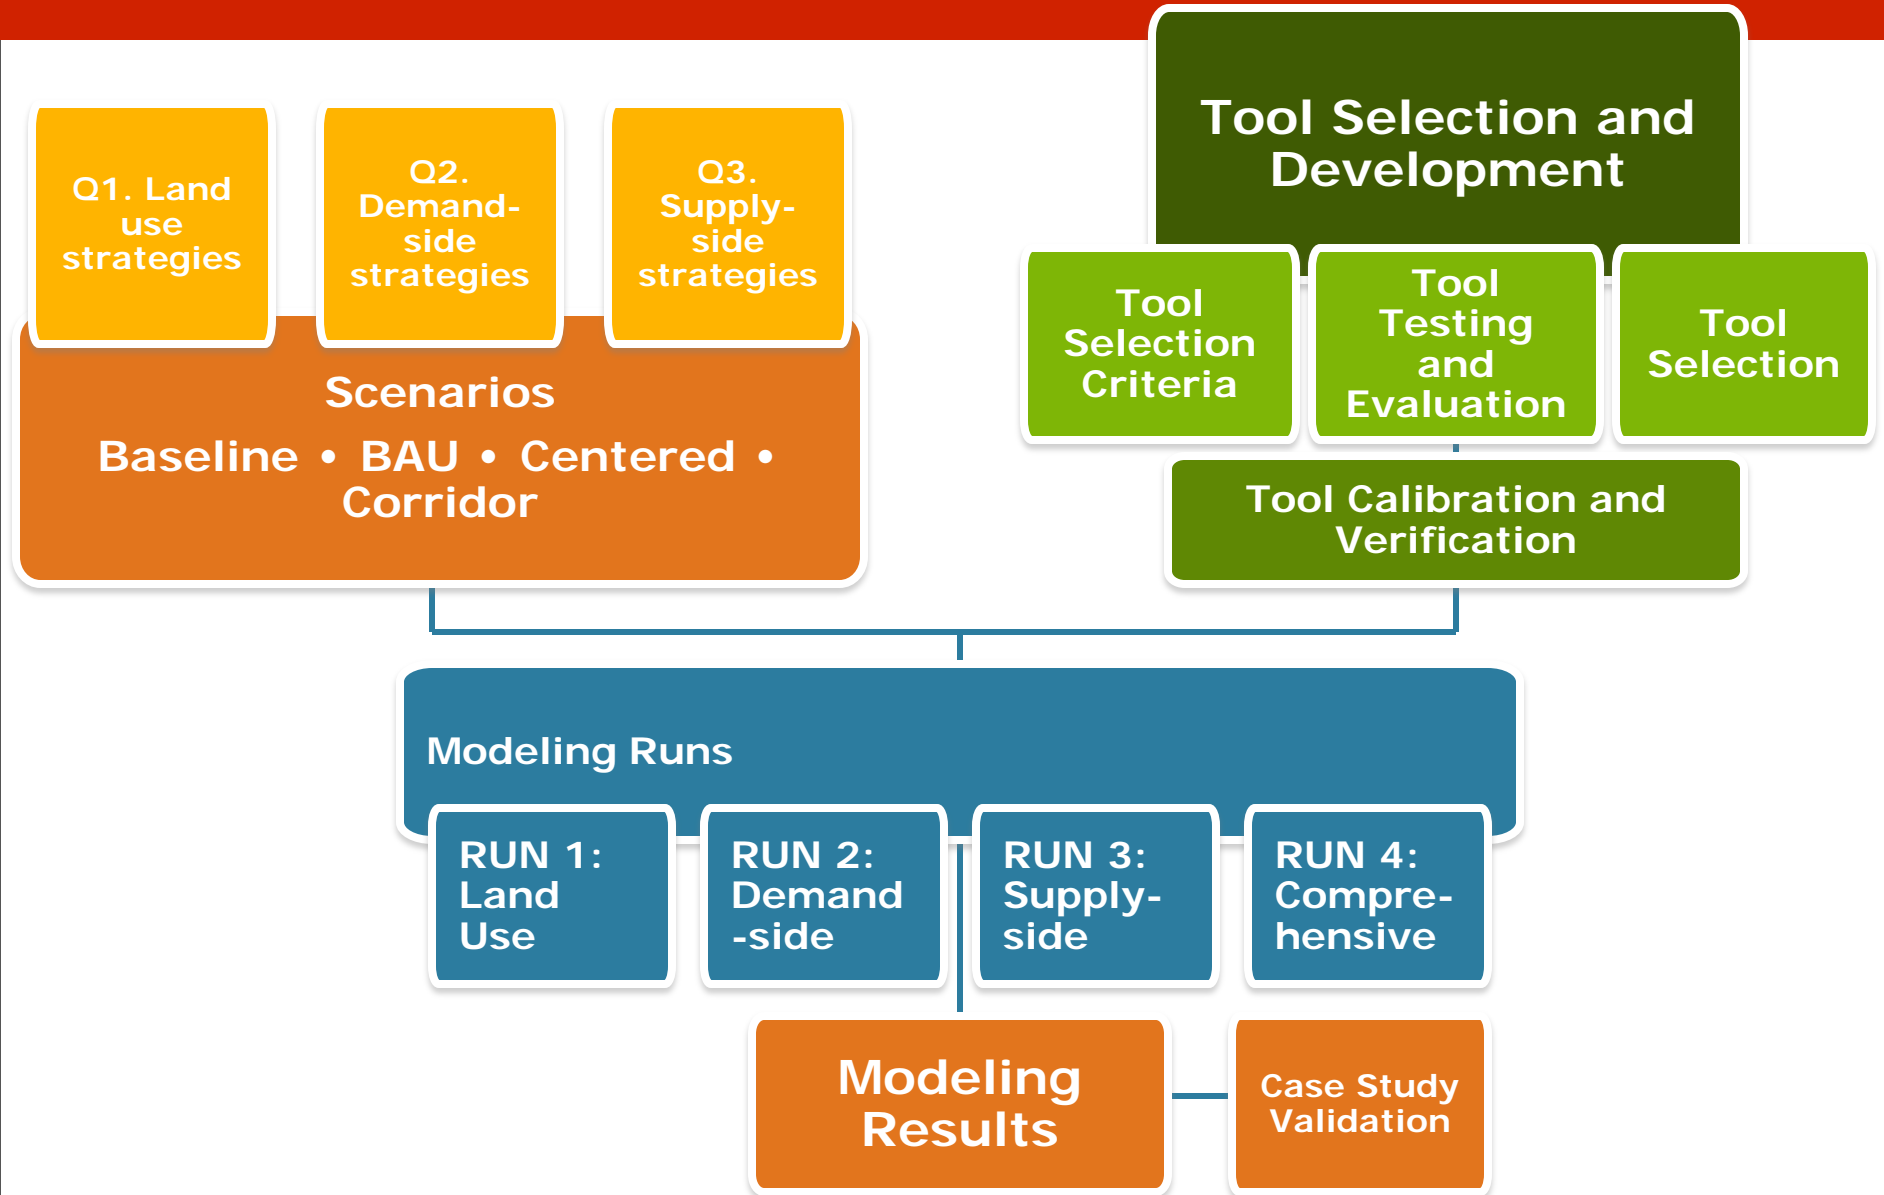 Q1. Land
use
strategies
Q2.
Demand-
side
strategies
Q3.
Supply-
side
strategies
Scenarios
Baseline • BAU • Centered •
Corridor
Tool Selection and
Development
Tool
Selection
Criteria
Tool
Testing
and
Evaluation
Tool
Selection
Tool Calibration and
Verification
Modeling Runs
RUN 1:
Land
Use
RUN 2:
Demand
-side
RUN 3:
Supply-
side
RUN 4:
Compre-
hensive
Modeling
Results
Case Study
Validation